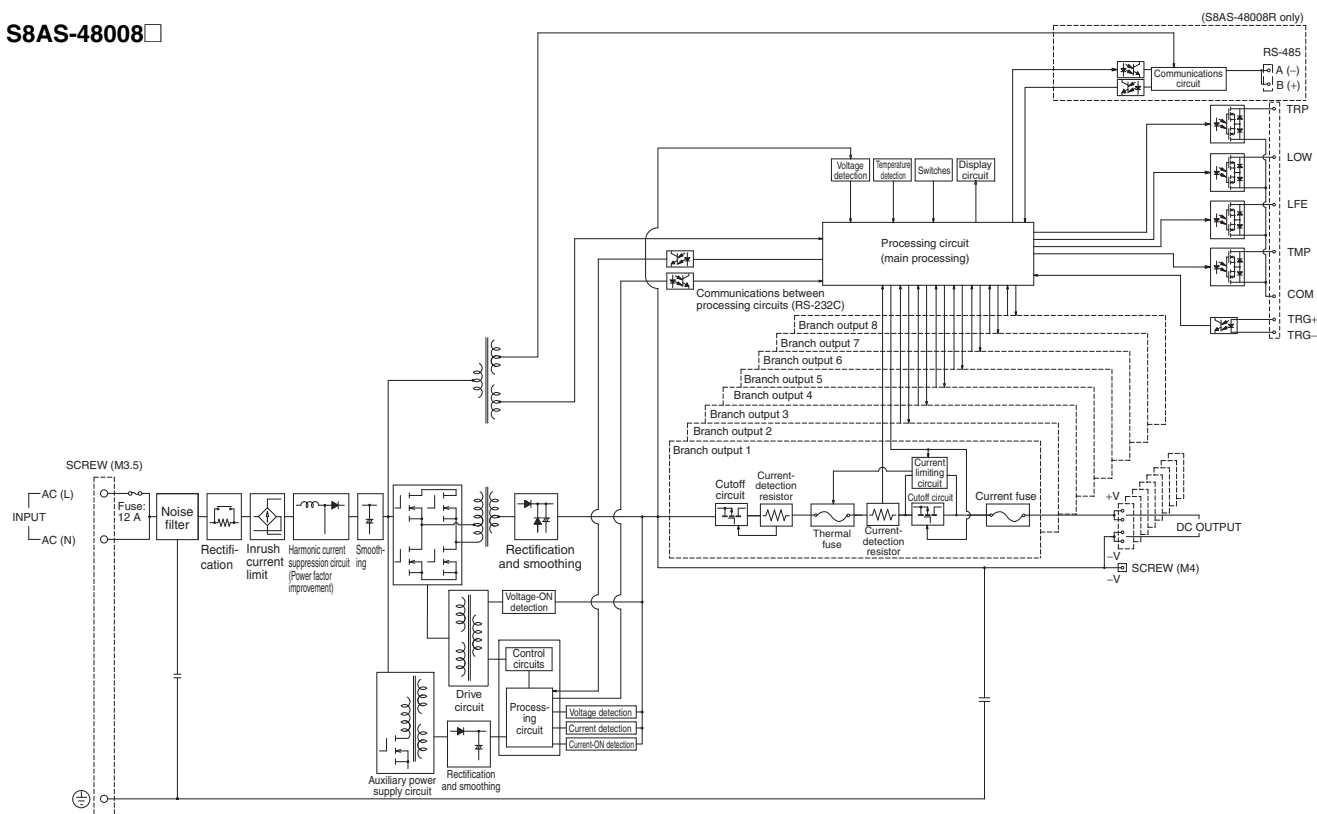 S8AS-48008□
(S8AS-48008R only)
RS-485
A (−)
B (+)
Communications
circuit
TRP
LOW
LFE
TMP
COM
TRG+
TRG−
Voltage
detection
Temperature
detection
Switches
Display
circuit
Processing circuit
(main processing)
Communications between
processing circuits (RS-232C)
Branch output 8
Branch output 7
Branch output 6
Branch output 5
Branch output 4
Branch output 3
Branch output 2
Branch output 1
Cutoff
circuit
Current-
detection
resistor
Thermal
fuse
Current
limiting
circuit
Cutoff circuit
Current-
detection
resistor
Current fuse
+V
−V
DC OUTPUT
SCREW (M4)
−V
SCREW (M3.5)
AC (L)
INPUT
AC (N)
Fuse:
12 A
Noise
filter
Rectifi-
cation
Inrush
current
limit
Harmonic current
suppression circuit
(Power factor
improvement)
Smooth-
ing
Rectification
and smoothing
Voltage-ON
detection
Drive
circuit
Control
circuits
Process-
ing
circuit
Voltage detection
Current detection
Current-ON detection
Auxiliary power
supply circuit
Rectification
and smoothing